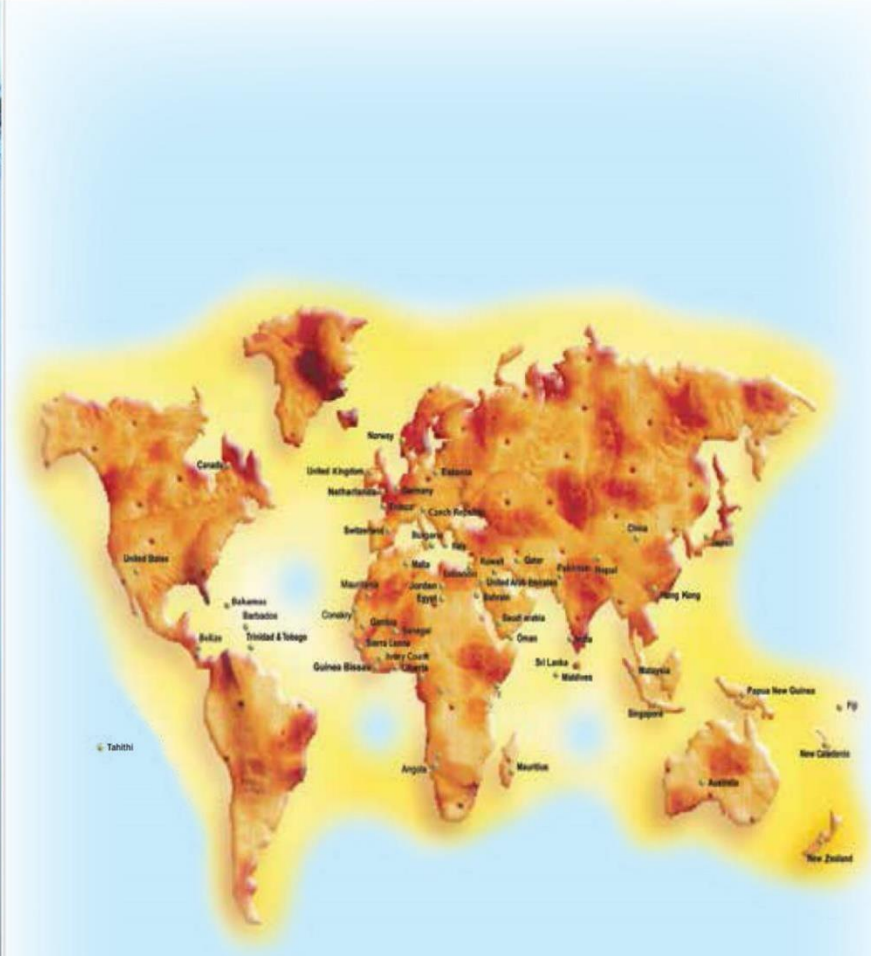 Norway
Canada
United Kingdom
Estonia
Netherlands
Germany
Czech Republic
Switzerland
Bulgaria
Italy
China
Japan
United States
Malta
Lebanon
Kuwait
Qatar
Pakistan
Nepal
Mauritania
Jordan
United Arab Emirates
Egypt
Bahrain
Hong Kong
Bahamas
Barbados
Conakry
Gambia
Senegal
Saudi arabia
Belize
Trinidad & Tobago
Sierra Leone
Oman
India
Ivory Court
Guinea Bissau
Liberia
Sri Lanka
Maldives
Malaysia
Papua New Guinea
Singapore
Fiji
Tahithi
New Caledonia
Angola
Mauritius
Australia
New Zealand